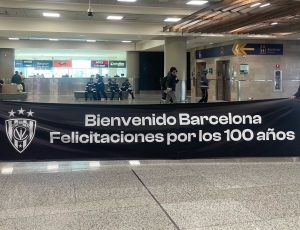 Bienvenido Barcelona
Felicitaciones por los 100 años